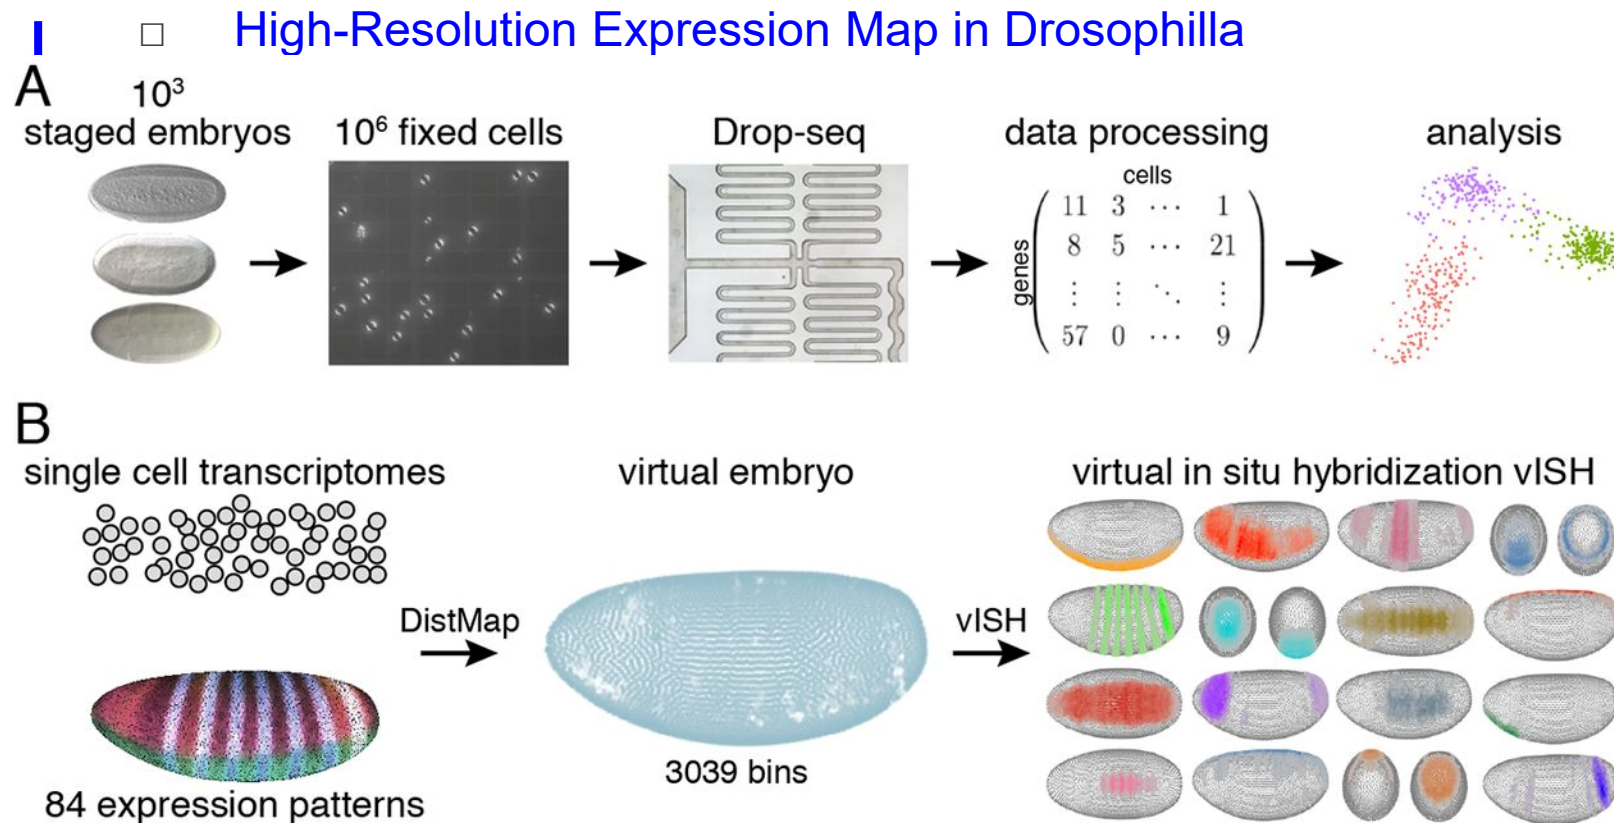 High-Resolution Expression Map in Drosophilla
A
10³
staged embryos
10⁶ fixed cells
Drop-seq
data processing
analysis
cells
genes
11 3 ··· 1
8 5 ··· 21
⋮ ⋮ ⋱ ⋮
57 0 ··· 9
B
single cell transcriptomes
virtual embryo
virtual in situ hybridization vISH
DistMap
vISH
3039 bins
84 expression patterns